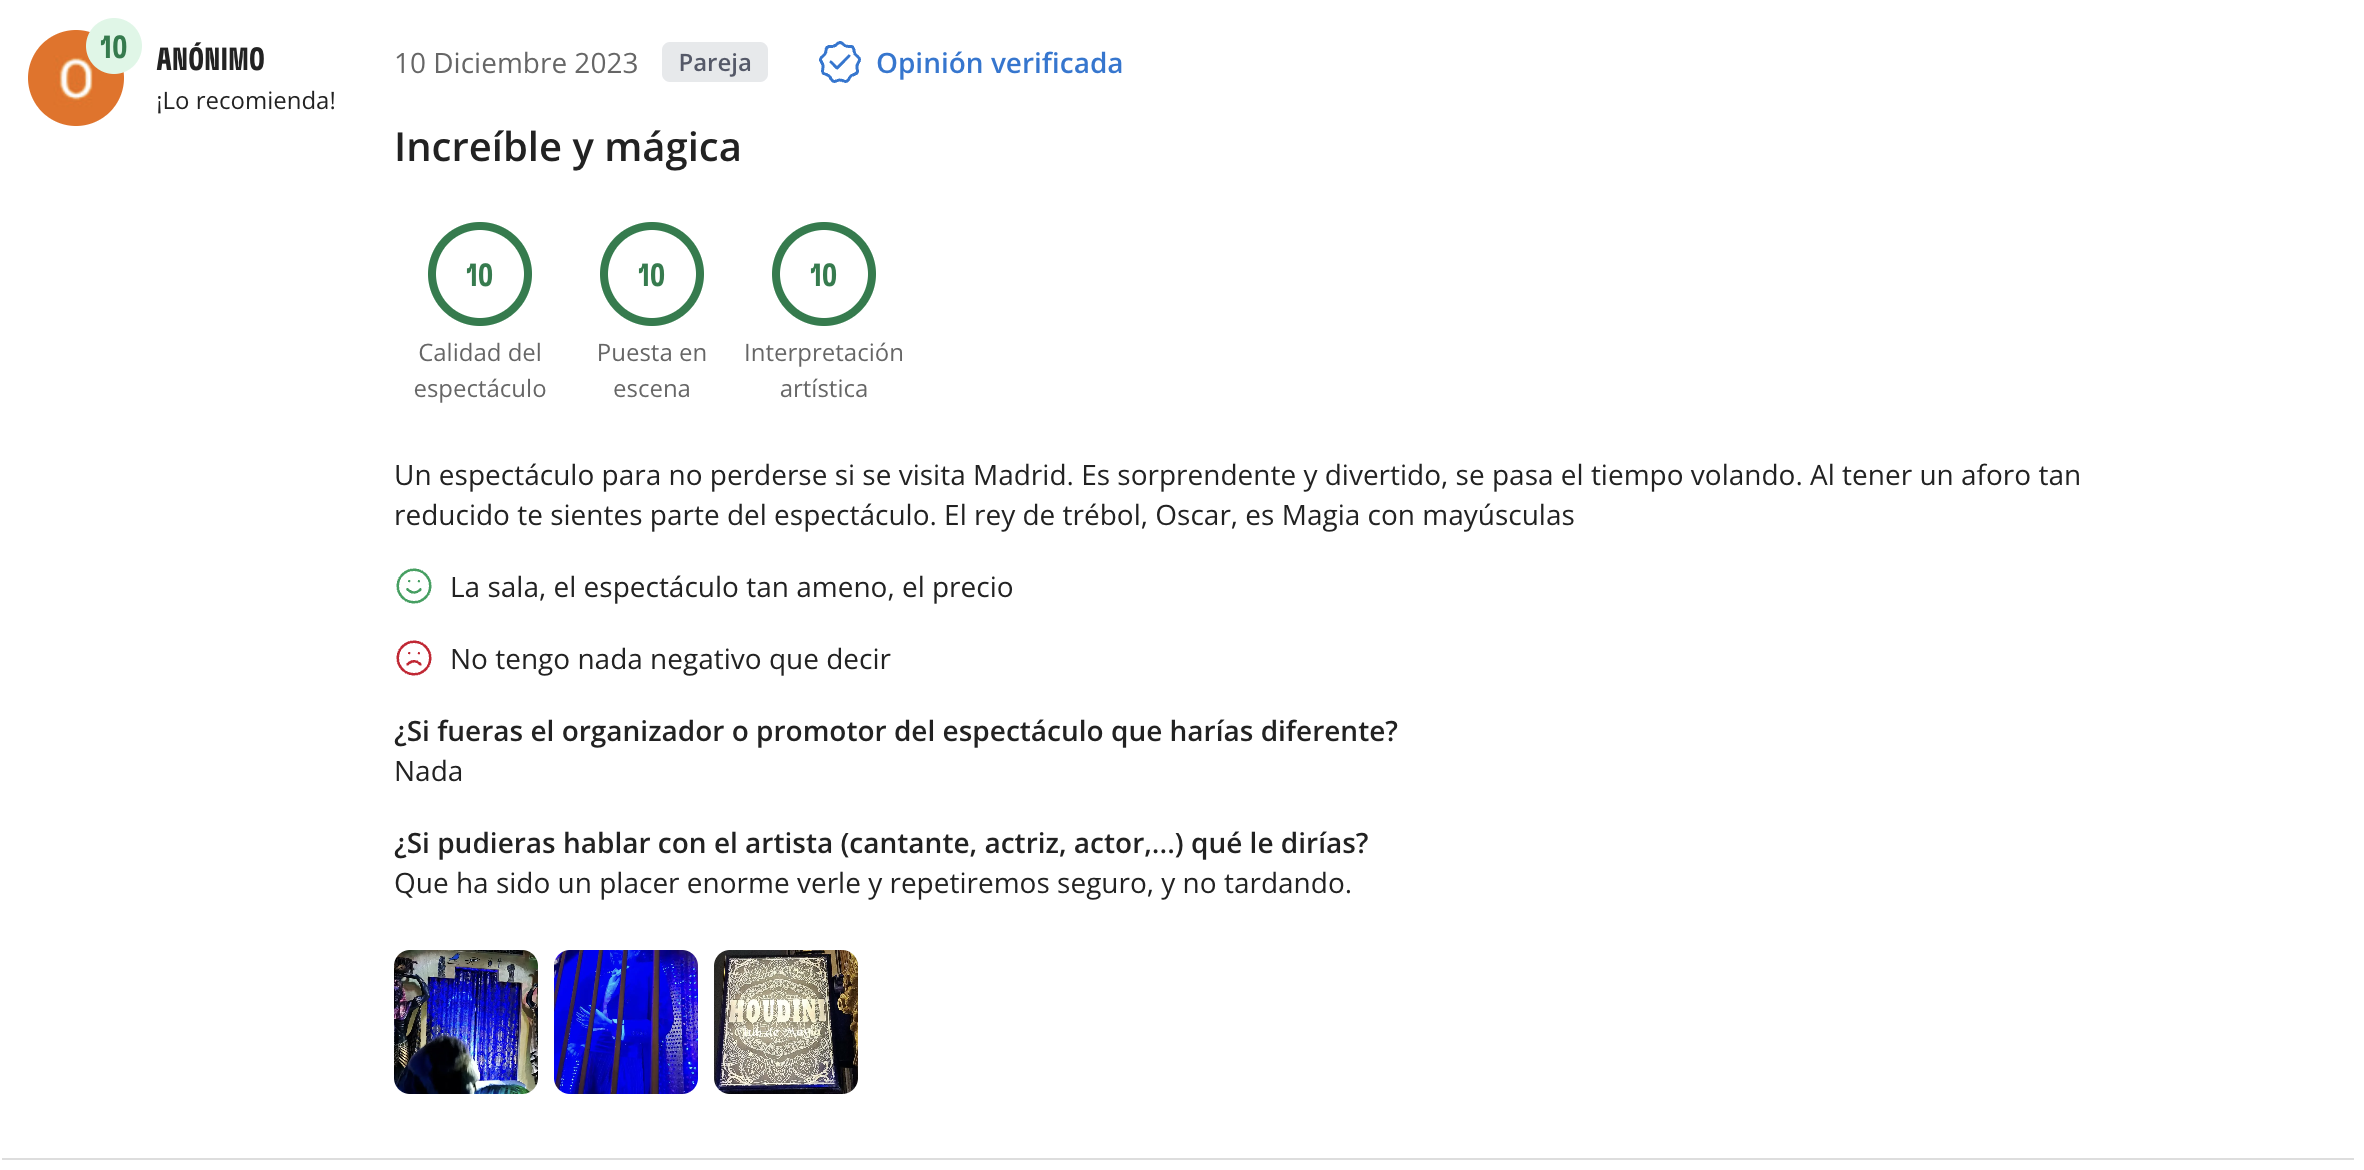 O
10
ANÓNIMO
¡Lo recomienda!
10 Diciembre 2023 Pareja Opinión verificada
Increíble y mágica
10 10 10
Calidad del Puesta en Interpretación
espectáculo escena artística
Un espectáculo para no perderse si se visita Madrid. Es sorprendente y divertido, se pasa el tiempo volando. Al tener un aforo tan
reducido te sientes parte del espectáculo. El rey de trébol, Oscar, es Magia con mayúsculas
La sala, el espectáculo tan ameno, el precio
No tengo nada negativo que decir
¿Si fueras el organizador o promotor del espectáculo que harías diferente?
Nada
¿Si pudieras hablar con el artista (cantante, actriz, actor,...) qué le dirías?
Que ha sido un placer enorme verle y repetiremos seguro, y no tardando.
HOUDINI